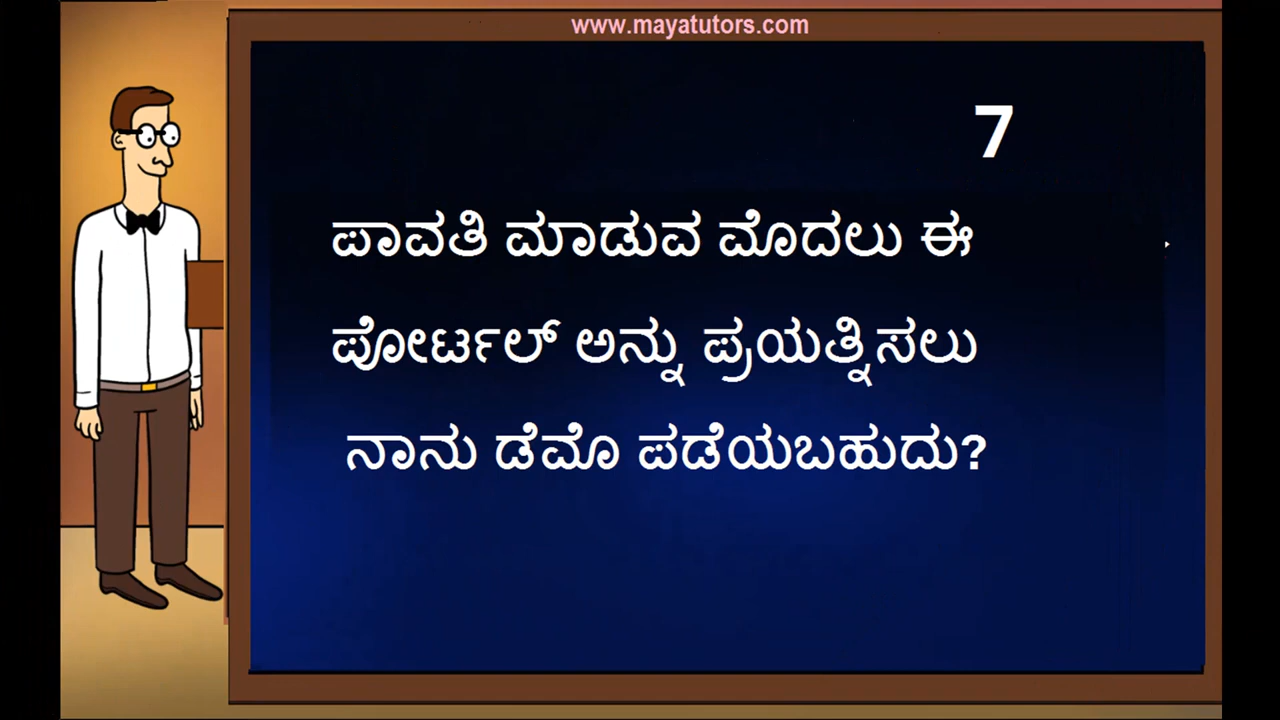 www.mayatutors.com
7
ಪಾವತಿ ಮಾಡುವ ಮೊದಲು ಈ
ಪೋರ್ಟಲ್ ಅನ್ನು ಪ್ರಯತ್ನಿಸಲು
ನಾನು ಡೆಮೊ ಪಡೆಯಬಹುದು?